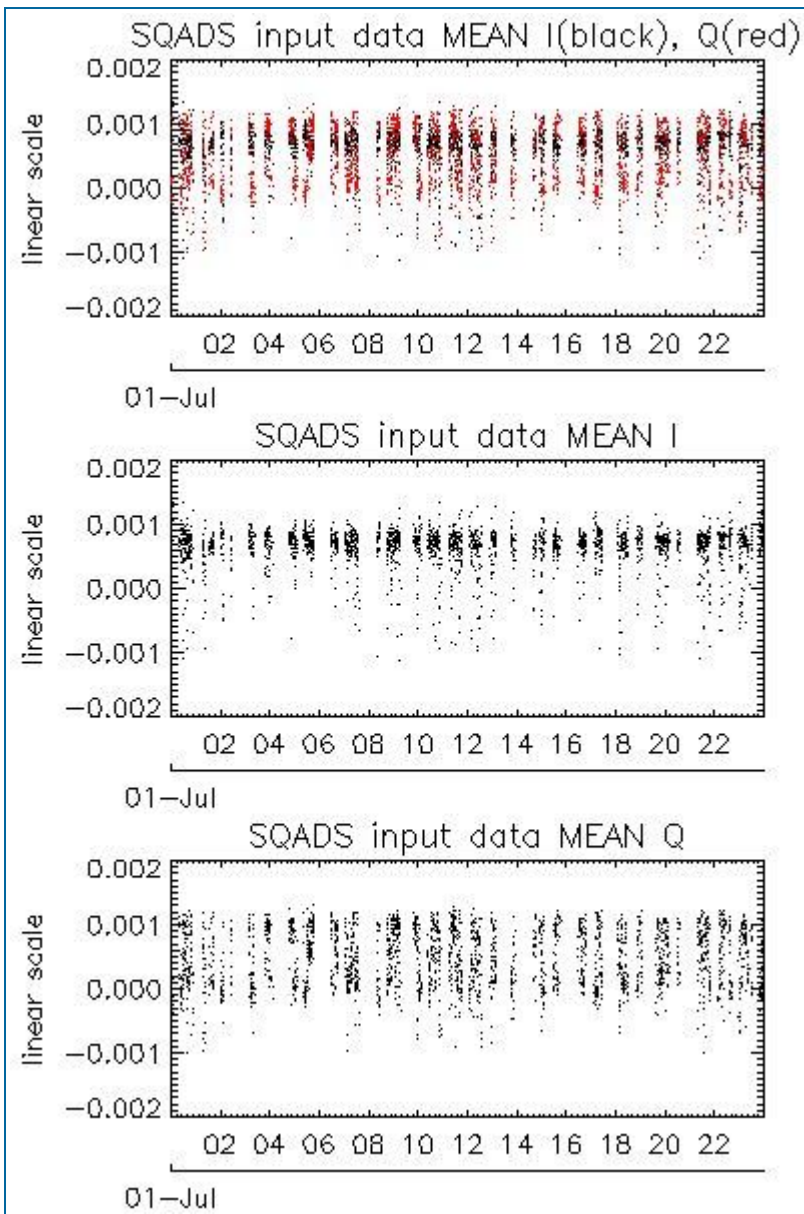 SQADS input data MEAN I(black), Q(red)
0.002
0.001
0.000
−0.001
−0.002
linear scale
02 04 06 08 10 12 14 16 18 20 22
01−Jul
SQADS input data MEAN I
0.002
0.001
0.000
−0.001
−0.002
linear scale
02 04 06 08 10 12 14 16 18 20 22
01−Jul
SQADS input data MEAN Q
0.002
0.001
0.000
−0.001
−0.002
linear scale
02 04 06 08 10 12 14 16 18 20 22
01−Jul